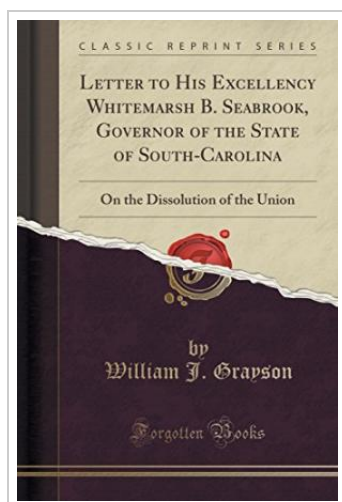 CLASSIC REPRINT SERIES
LETTER TO HIS EXCELLENCY
WHITEMARSH B. SEABROOK,
GOVERNOR OF THE STATE
OF SOUTH-CAROLINA
On the Dissolution of the Union
by
William J. Grayson
Forgotten Books